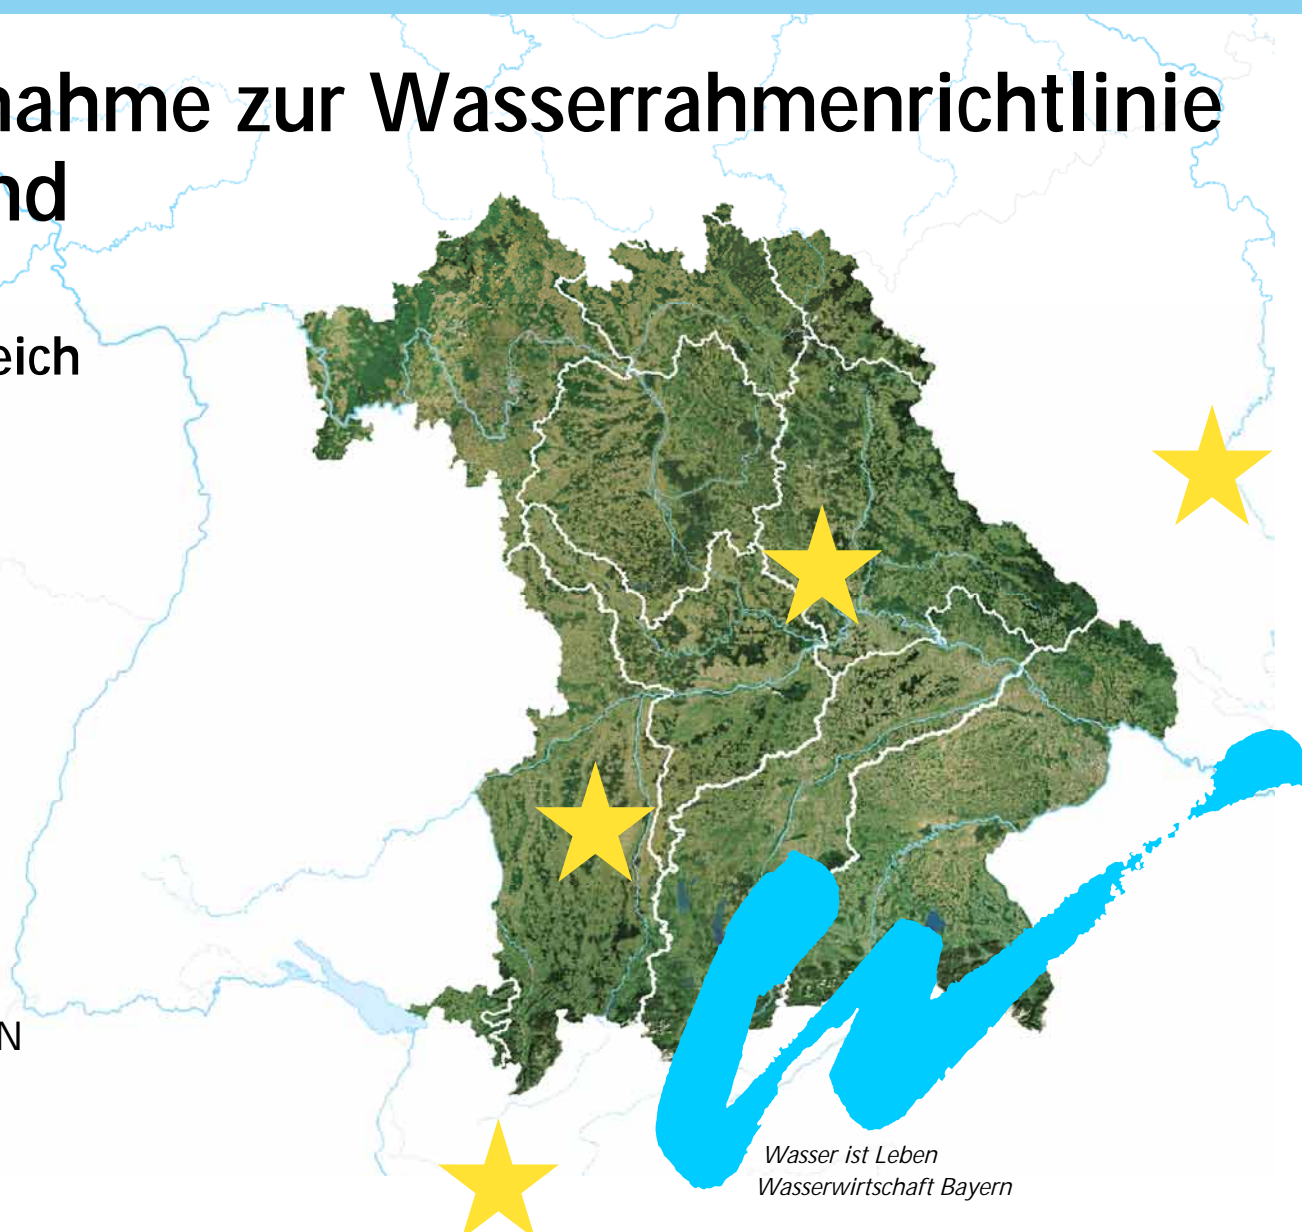 nahme zur Wasserrahmenrichtlinie
nd
eich
N
Wasser ist Leben
Wasserwirtschaft Bayern